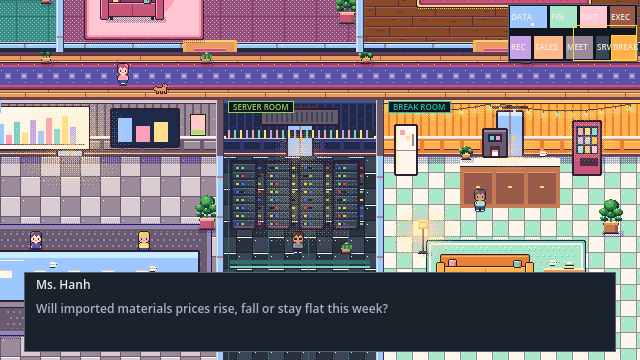 DATA FIN MKT EXEC
REC SALES MEET SRV BREAK
SERVER ROOM BREAK ROOM
Ms. Hanh
Will imported materials prices rise, fall or stay flat this week?